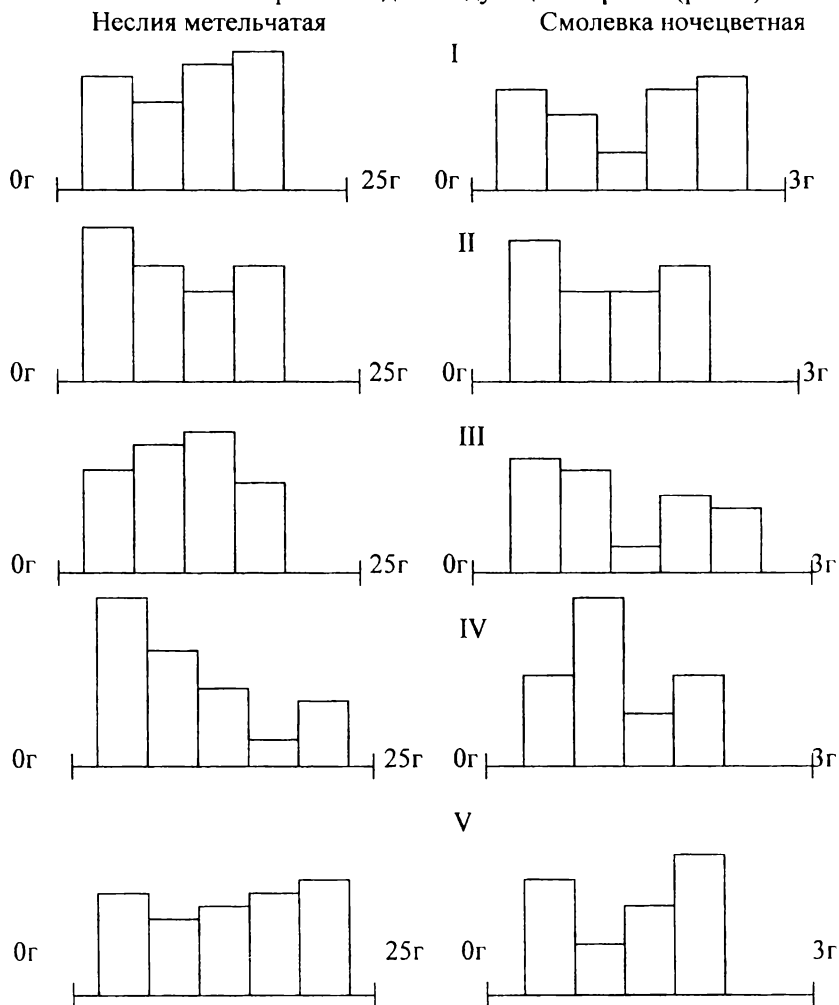 Неслия метельчатая Смолевка ночецветная
I
0г 25г 0г 3г
II
0г 25г 0г 3г
III
0г 25г 0г 3г
IV
0г 25г 0г 3г
V
0г 25г 0г 3г